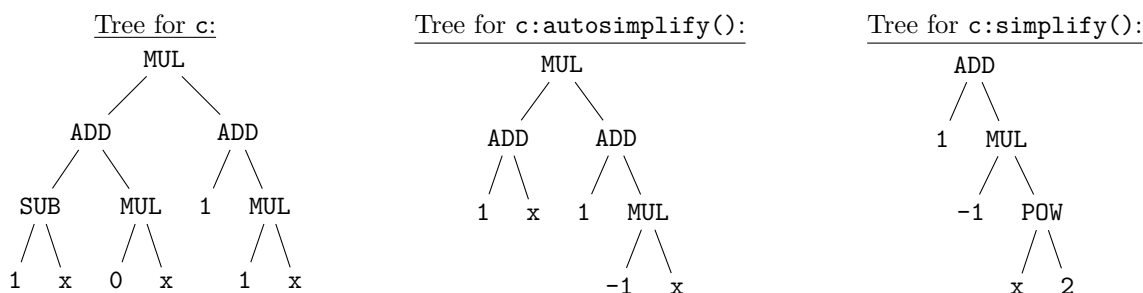 Tree for c: Tree for c:autosimplify(): Tree for c:simplify():
MUL MUL ADD
ADD ADD ADD ADD 1 MUL
SUB MUL 1 MUL 1 x 1 MUL -1 POW
1 x 0 x 1 x -1 x x 2